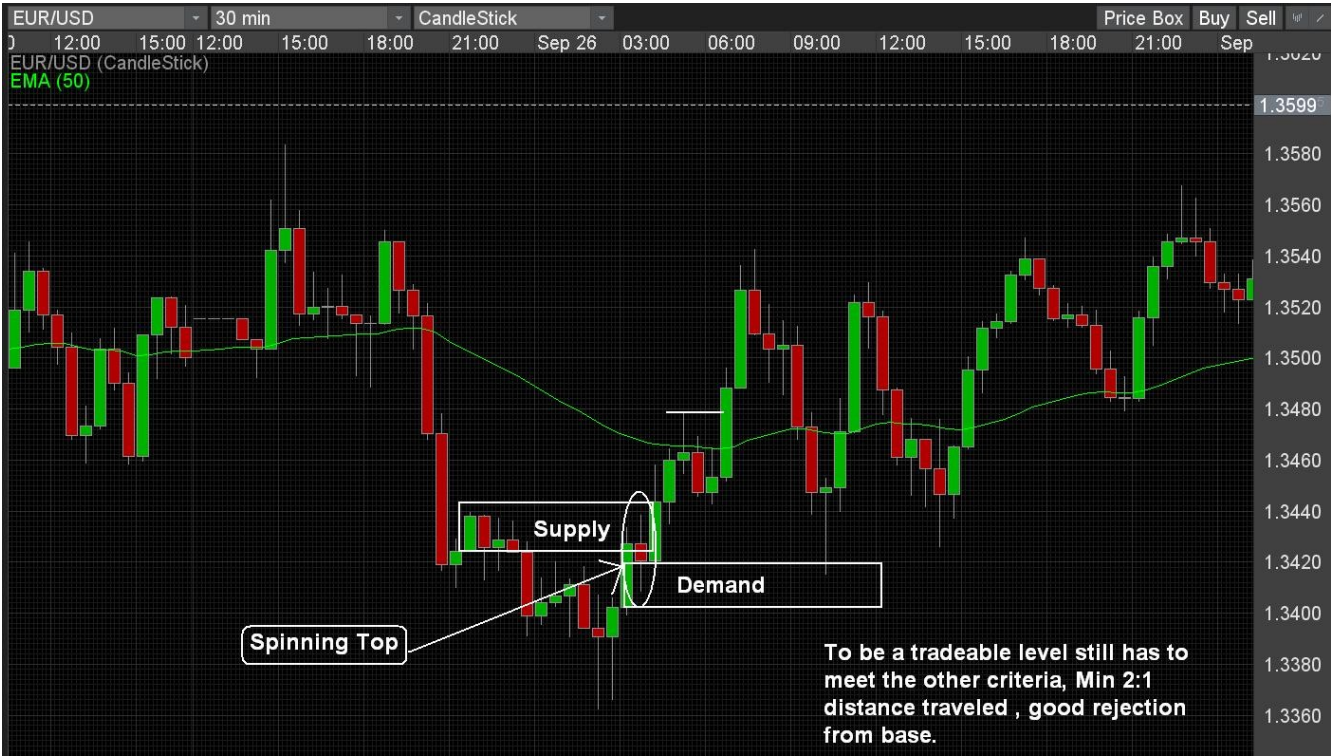 EUR/USD 30 min CandleStick Price Box Buy Sell
12:00 15:00 12:00 15:00 18:00 21:00 Sep 26 03:00 06:00 09:00 12:00 15:00 18:00 21:00 Sep
EUR/USD (CandleStick)
EMA (50)
1.3599
1.3580
1.3560
1.3540
1.3520
1.3500
1.3480
1.3460
1.3440
Supply
1.3420
Demand
1.3400
Spinning Top
1.3380
1.3360
To be a tradeable level still has to
meet the other criteria, Min 2:1
distance traveled , good rejection
from base.